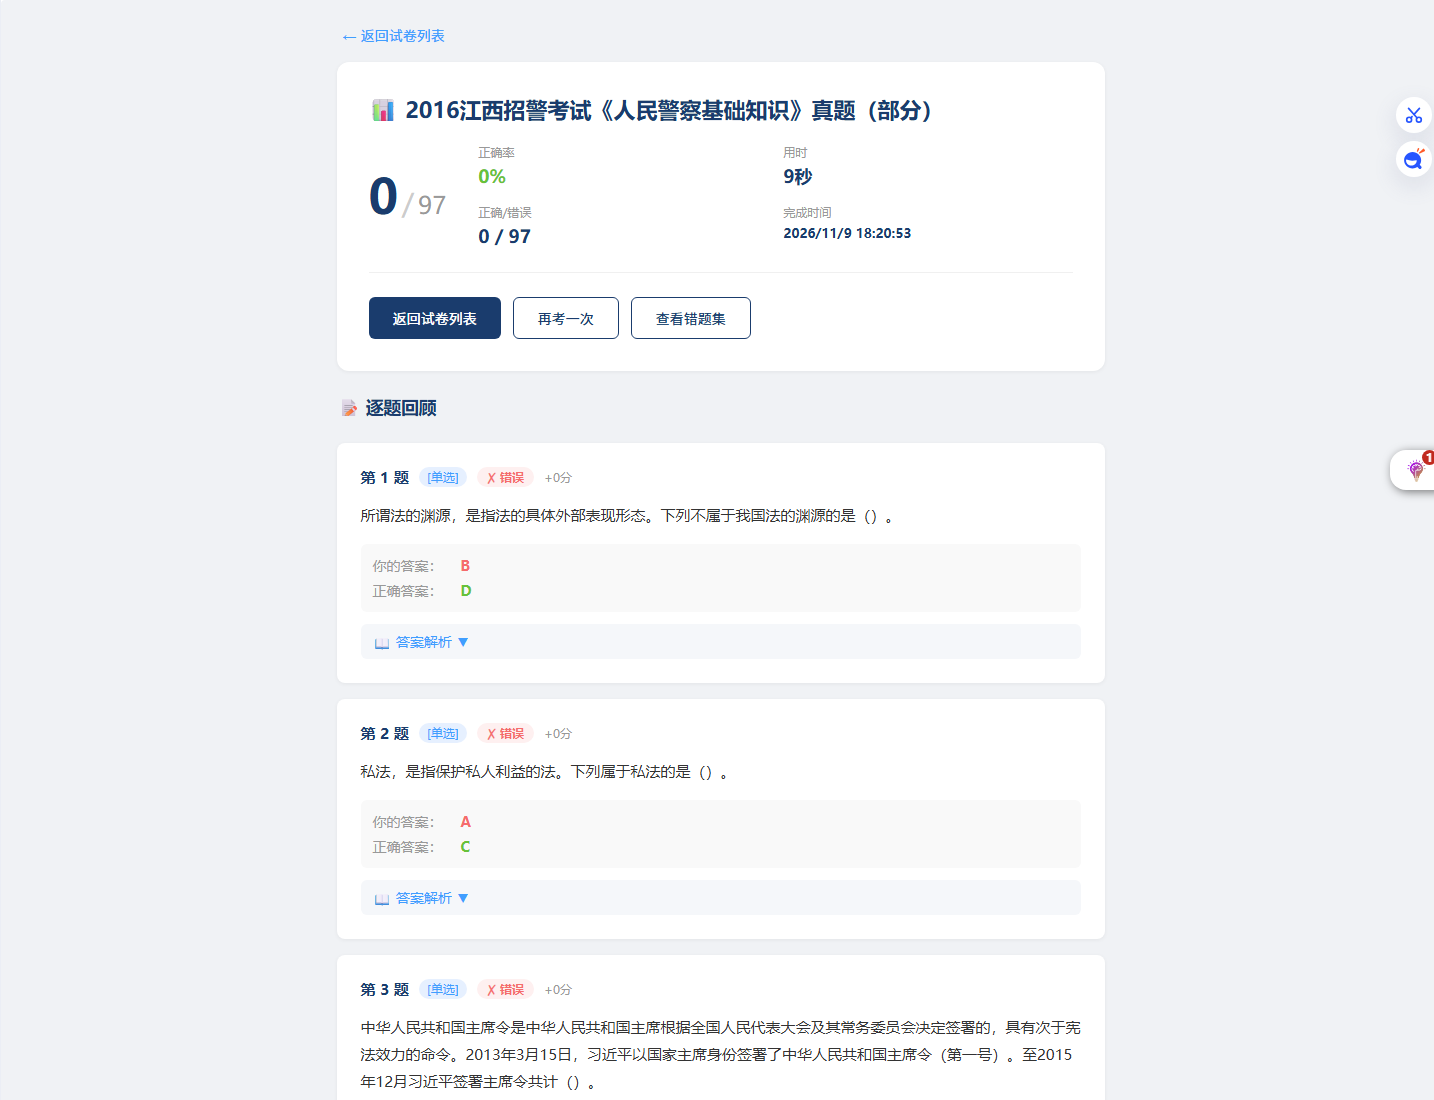 ← 返回试卷列表
2016江西招警考试《人民警察基础知识》真题（部分）
0 / 97
正确率
0%
用时
9秒
正确/错误
0 / 97
完成时间
2026/11/9 18:20:53
返回试卷列表
再考一次
查看错题集
逐题回顾
第 1 题 [单选] ✗ 错误 +0分
所谓法的渊源，是指法的具体外部表现形态。下列不属于我国法的渊源的是（）。
你的答案： B
正确答案： D
答案解析 ▼
第 2 题 [单选] ✗ 错误 +0分
私法，是指保护私人利益的法。下列属于私法的是（）。
你的答案： A
正确答案： C
答案解析 ▼
第 3 题 [单选] ✗ 错误 +0分
中华人民共和国主席令是中华人民共和国主席根据全国人民代表大会及其常务委员会决定签署的，具有次于宪
法效力的命令。2013年3月15日，习近平以国家主席身份签署了中华人民共和国主席令（第一号）。至2015
年12月习近平签署主席令共计（）。
1